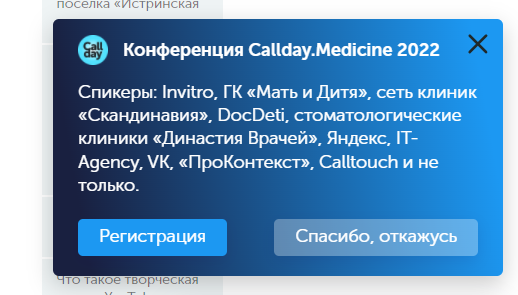 поселка «Истринская
Call
day
Конференция Callday.Medicine 2022
Спикеры: Invitro, ГК «Мать и Дитя», сеть клиник
«Скандинавия», DocDeti, стоматологические
клиники «Династия Врачей», Яндекс, IT-
Agency, VK, «ПроКонтекст», Calltouch и не
только.
Регистрация
Спасибо, откажусь
Что такое творческая